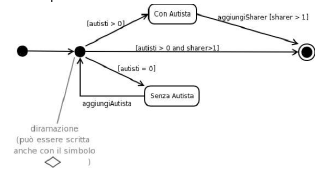 Con Autista
[autisti > 0]
aggiungiSharer [sharer > 1]
[autisti > 0 and sharer>1]
[autisti = 0]
Senza Autista
aggiungiAutista
diramazione
(può essere scritta
anche con il simbolo
)